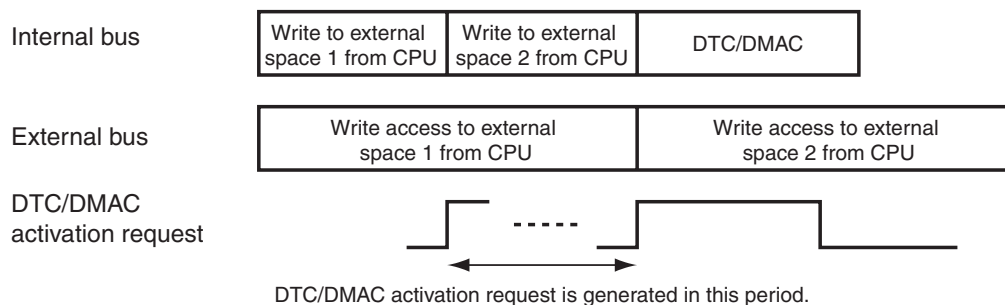 Internal bus
Write to external
space 1 from CPU
Write to external
space 2 from CPU
DTC/DMAC
External bus
Write access to external
space 1 from CPU
Write access to external
space 2 from CPU
DTC/DMAC
activation request
DTC/DMAC activation request is generated in this period.